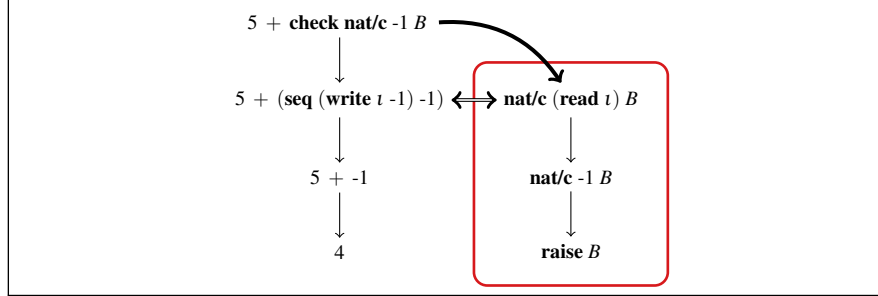 5 + check nat/c -1 B
5 + (seq (write ι -1) -1) nat/c (read ι) B
5 + -1 nat/c -1 B
4 raise B